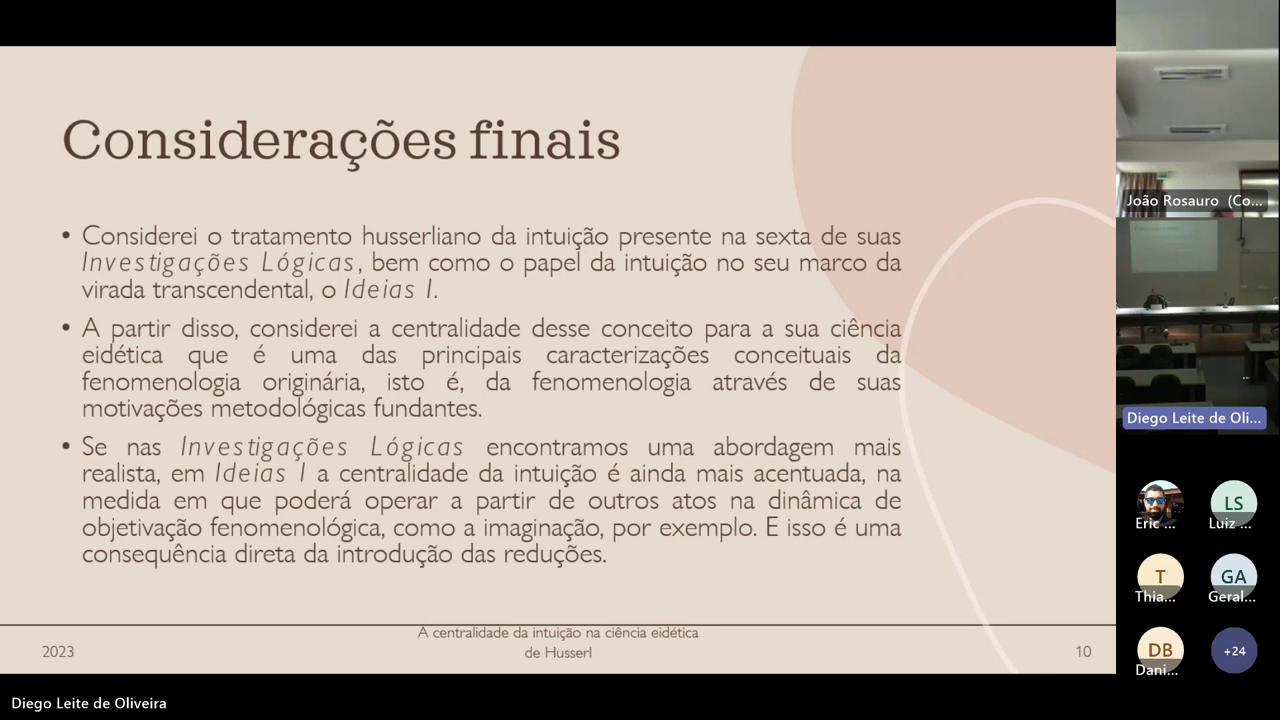 Considerações finais
• Considerei o tratamento husserliano da intuição presente na sexta de suas
Investigações Lógicas, bem como o papel da intuição no seu marco da
virada transcendental, o Ideias I.
• A partir disso, considerei a centralidade desse conceito para a sua ciência
eidética que é uma das principais caracterizações conceituais da
fenomenologia originária, isto é, da fenomenologia através de suas
motivações metodológicas fundantes.
• Se nas Investigações Lógicas encontramos uma abordagem mais
realista, em Ideias I a centralidade da intuição é ainda mais acentuada, na
medida em que poderá operar a partir de outros atos na dinâmica de
objetivação fenomenológica, como a imaginação, por exemplo. E isso é uma
consequência direta da introdução das reduções.
2023
A centralidade da intuição na ciência eidética
de Husserl
10
João Rosauro (Co...
Diego Leite de Oli...
Eric ...
LS
Luiz ...
T
Thia...
GA
Geral...
DB
Dani...
+24
Diego Leite de Oliveira